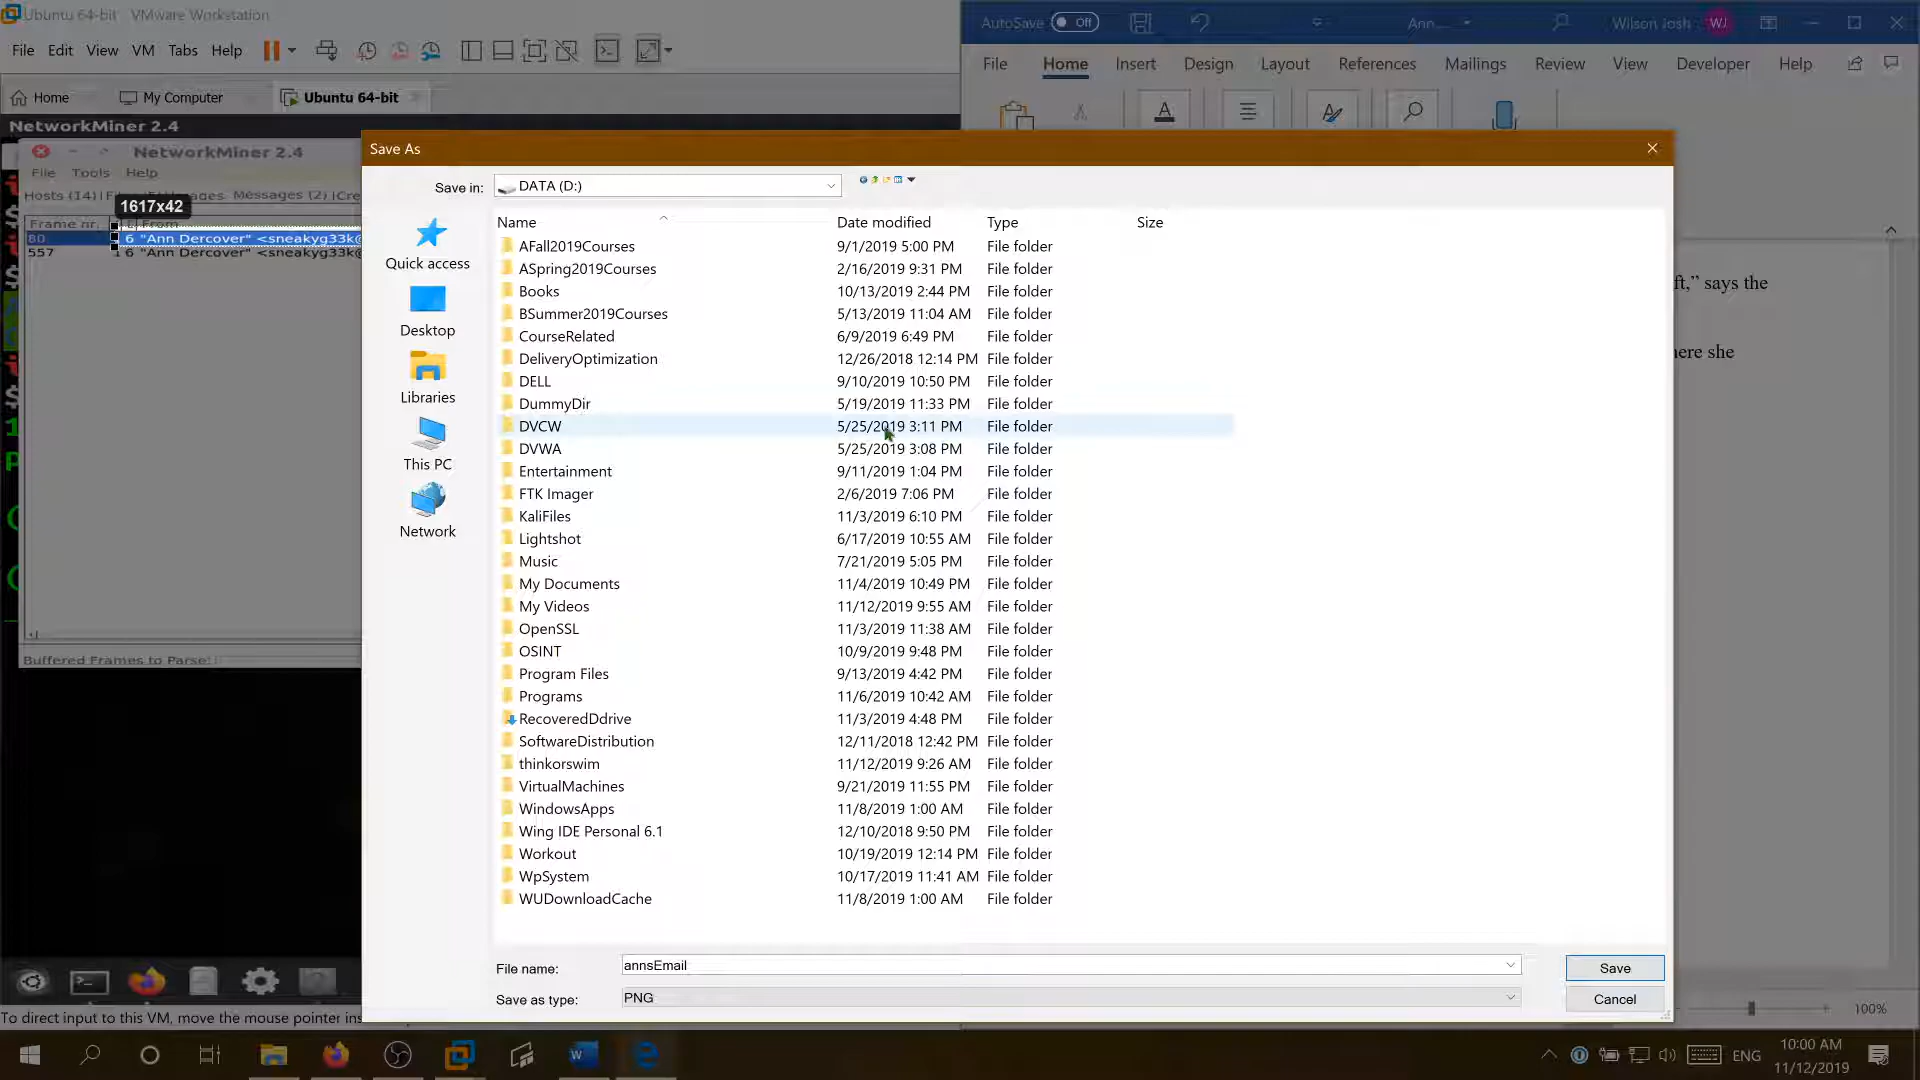 Ubuntu 64-bit - VMware Workstation
File Edit View VM Tabs Help
Home My Computer Ubuntu 64-bit
NetworkMiner 2.4
NetworkMiner 2.4
File Tools Help
Hosts (14) Messages (2)
1617x42
Frame nr. From
80 6 "Ann Dercover" <sneakyg33k@
557 16 "Ann Dercover" <sneakyg33k@
Buffered Frames to Parse:
To direct input to this VM, move the mouse pointer ins
AutoSave Off Ann... Wilson Josh WJ
File Home Insert Design Layout References Mailings Review View Developer Help
ft,” says the
here she
100%
Save As
Save in: DATA (D:)
Quick access
Desktop
Libraries
This PC
Network
Name Date modified Type Size
AFall2019Courses 9/1/2019 5:00 PM File folder
ASpring2019Courses 2/16/2019 9:31 PM File folder
Books 10/13/2019 2:44 PM File folder
BSummer2019Courses 5/13/2019 11:04 AM File folder
CourseRelated 6/9/2019 6:49 PM File folder
DeliveryOptimization 12/26/2018 12:14 PM File folder
DELL 9/10/2019 10:50 PM File folder
DummyDir 5/19/2019 11:33 PM File folder
DVCW 5/25/2019 3:11 PM File folder
DVWA 5/25/2019 3:08 PM File folder
Entertainment 9/11/2019 1:04 PM File folder
FTK Imager 2/6/2019 7:06 PM File folder
KaliFiles 11/3/2019 6:10 PM File folder
Lightshot 6/17/2019 10:55 AM File folder
Music 7/21/2019 5:05 PM File folder
My Documents 11/4/2019 10:49 PM File folder
My Videos 11/12/2019 9:55 AM File folder
OpenSSL 11/3/2019 11:38 AM File folder
OSINT 10/9/2019 9:48 PM File folder
Program Files 9/13/2019 4:42 PM File folder
Programs 11/6/2019 10:42 AM File folder
RecoveredDdrive 11/3/2019 4:48 PM File folder
SoftwareDistribution 12/11/2018 12:42 PM File folder
thinkorswim 11/12/2019 9:26 AM File folder
VirtualMachines 9/21/2019 11:55 PM File folder
WindowsApps 11/8/2019 1:00 AM File folder
Wing IDE Personal 6.1 12/10/2018 9:50 PM File folder
Workout 10/19/2019 12:14 PM File folder
WpSystem 10/17/2019 11:41 AM File folder
WUDownloadCache 11/8/2019 1:00 AM File folder
File name: annsEmail Save
Save as type: PNG Cancel
ENG 10:00 AM
11/12/2019